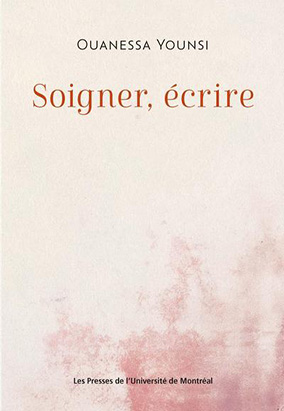 Ouanessa Younsi
Soigner, écrire
Les Presses de l'Université de Montréal